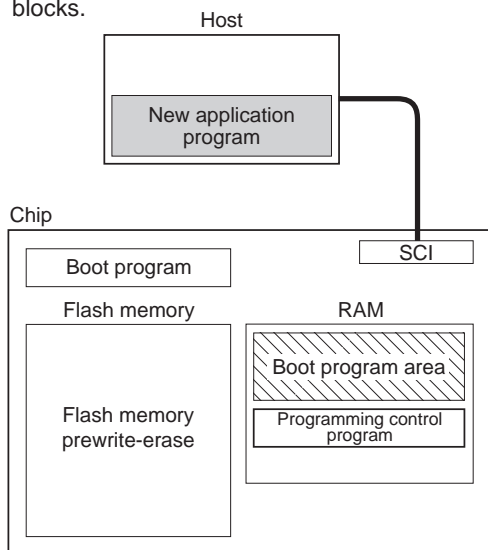 blocks.
Host
New application
program
Chip
SCI
Boot program
Flash memory
RAM
Boot program area
Flash memory
prewrite-erase
Programming control
program